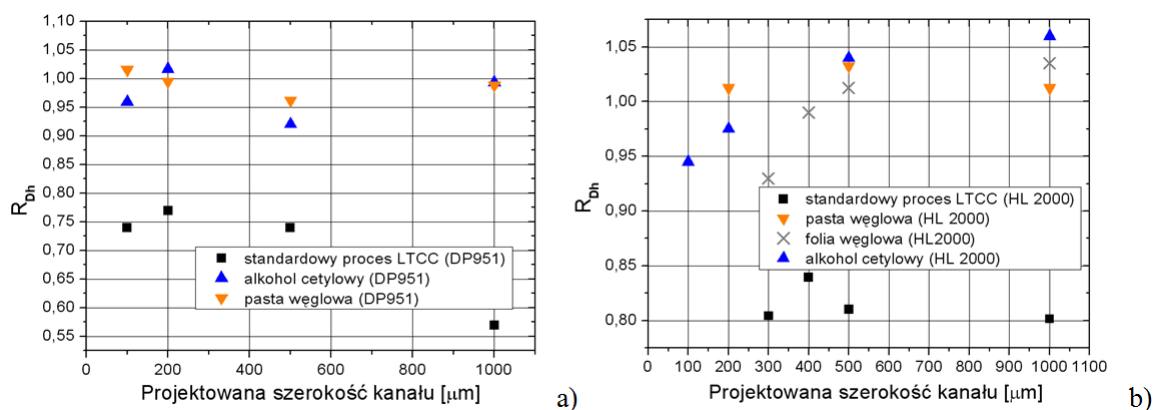 1,10
1,05
1,00
0,95
0,90
0,85
0,80
0,75
0,70
0,65
0,60
0,55
R_Dh
0 200 400 600 800 1000
Projektowana szerokość kanału [μm]
standardowy proces LTCC (DP951)
alkohol cetylowy (DP951)
pasta węglowa (DP951)
a)
1,05
1,00
0,95
0,90
0,85
0,80
R_Dh
0 100 200 300 400 500 600 700 800 900 1000 1100
Projektowana szerokość kanału [μm]
standardowy proces LTCC (HL 2000)
pasta węglowa (HL 2000)
folia węglowa (HL2000)
alkohol cetylowy (HL 2000)
b)